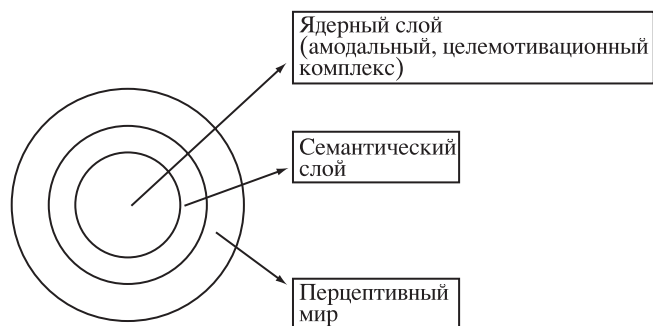 Ядерный слой
(амодальный, целемотивационный
комплекс)
Семантический
слой
Перцептивный
мир